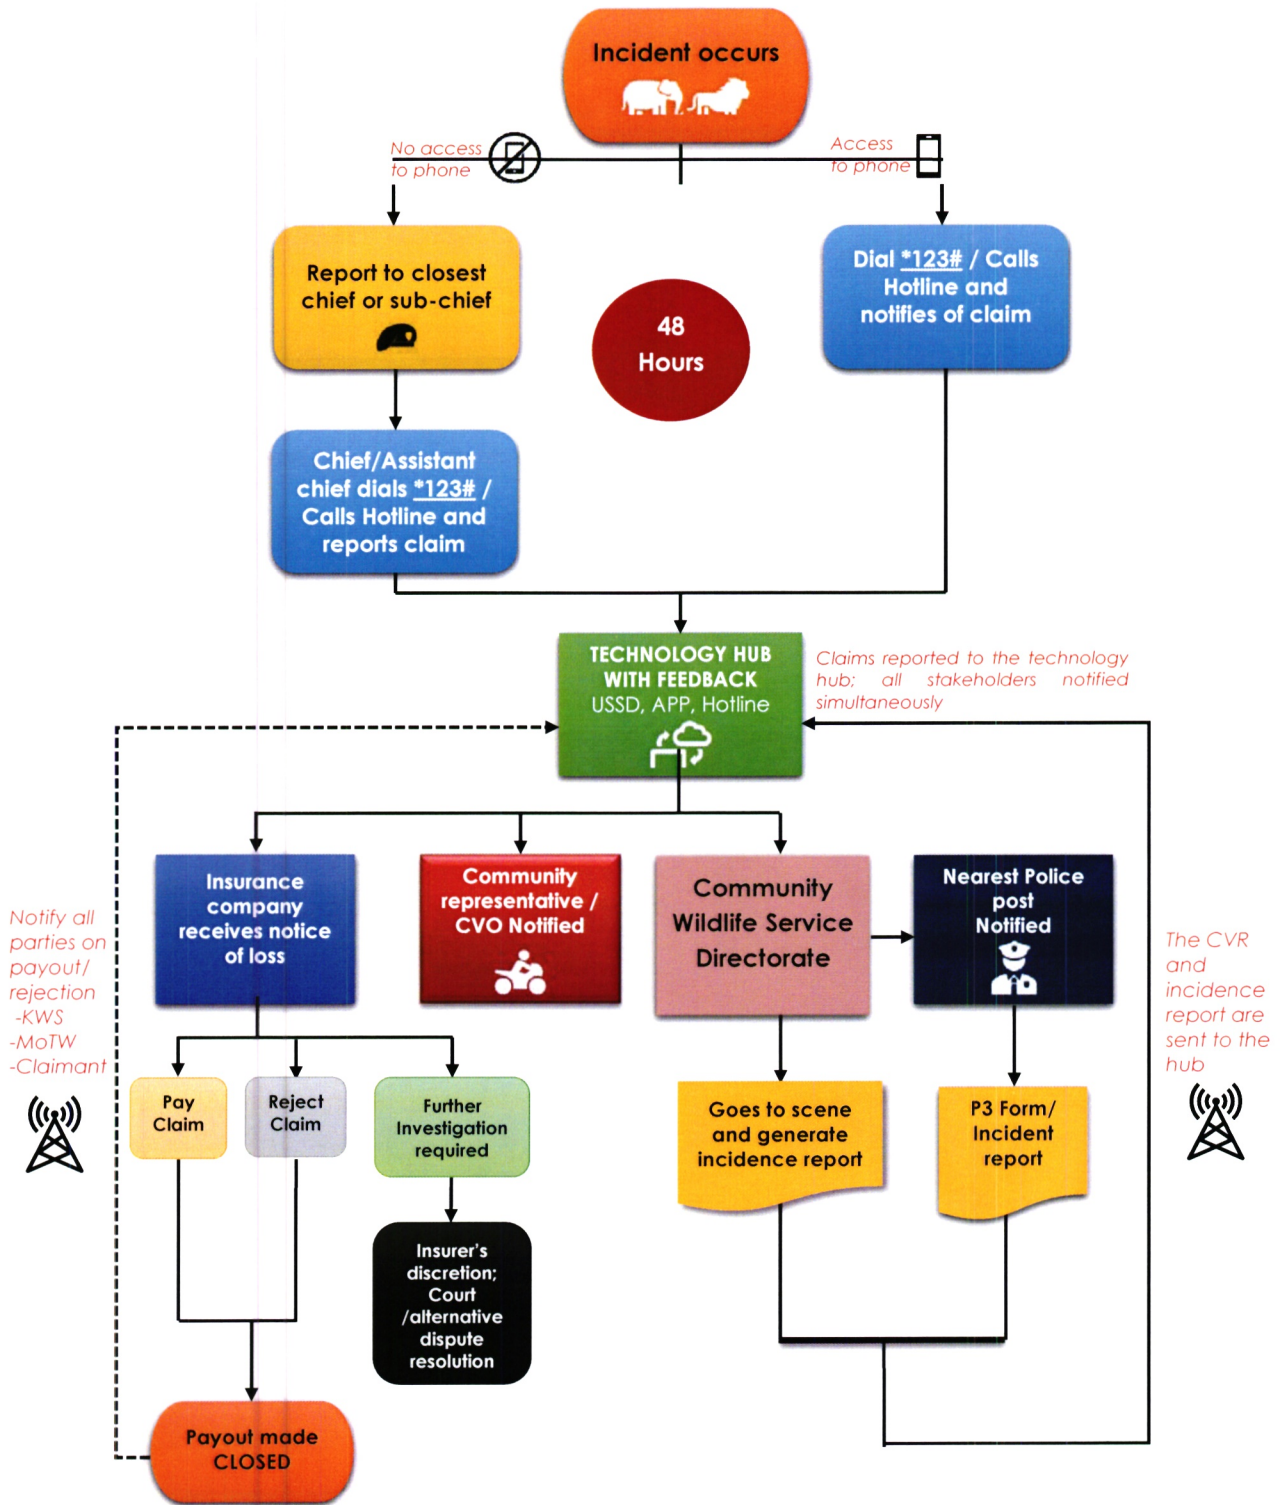 Incident occurs
No access
to phone
Access
to phone
Report to closest
chief or sub-chief
48
Hours
Dial *123# / Calls
Hotline and
notifies of claim
Chief/Assistant
chief dials *123# /
Calls Hotline and
reports claim
TECHNOLOGY HUB
WITH FEEDBACK
USSD, APP, Hotline
Claims reported to the technology
hub; all stakeholders notified
simultaneously
Insurance
company
receives notice
of loss
Community
representative /
CVO Notified
Community
Wildlife Service
Directorate
Nearest Police
post
Notified
Notify all
parties on
payout/
rejection
-KWS
-MoTW
-Claimant
The CVR
and
incidence
report are
sent to the
hub
Pay
Claim
Reject
Claim
Further
Investigation
required
Goes to scene
and generate
incidence report
P3 Form/
Incident
report
Insurer's
discretion;
Court
/alternative
dispute
resolution
Payout made
CLOSED